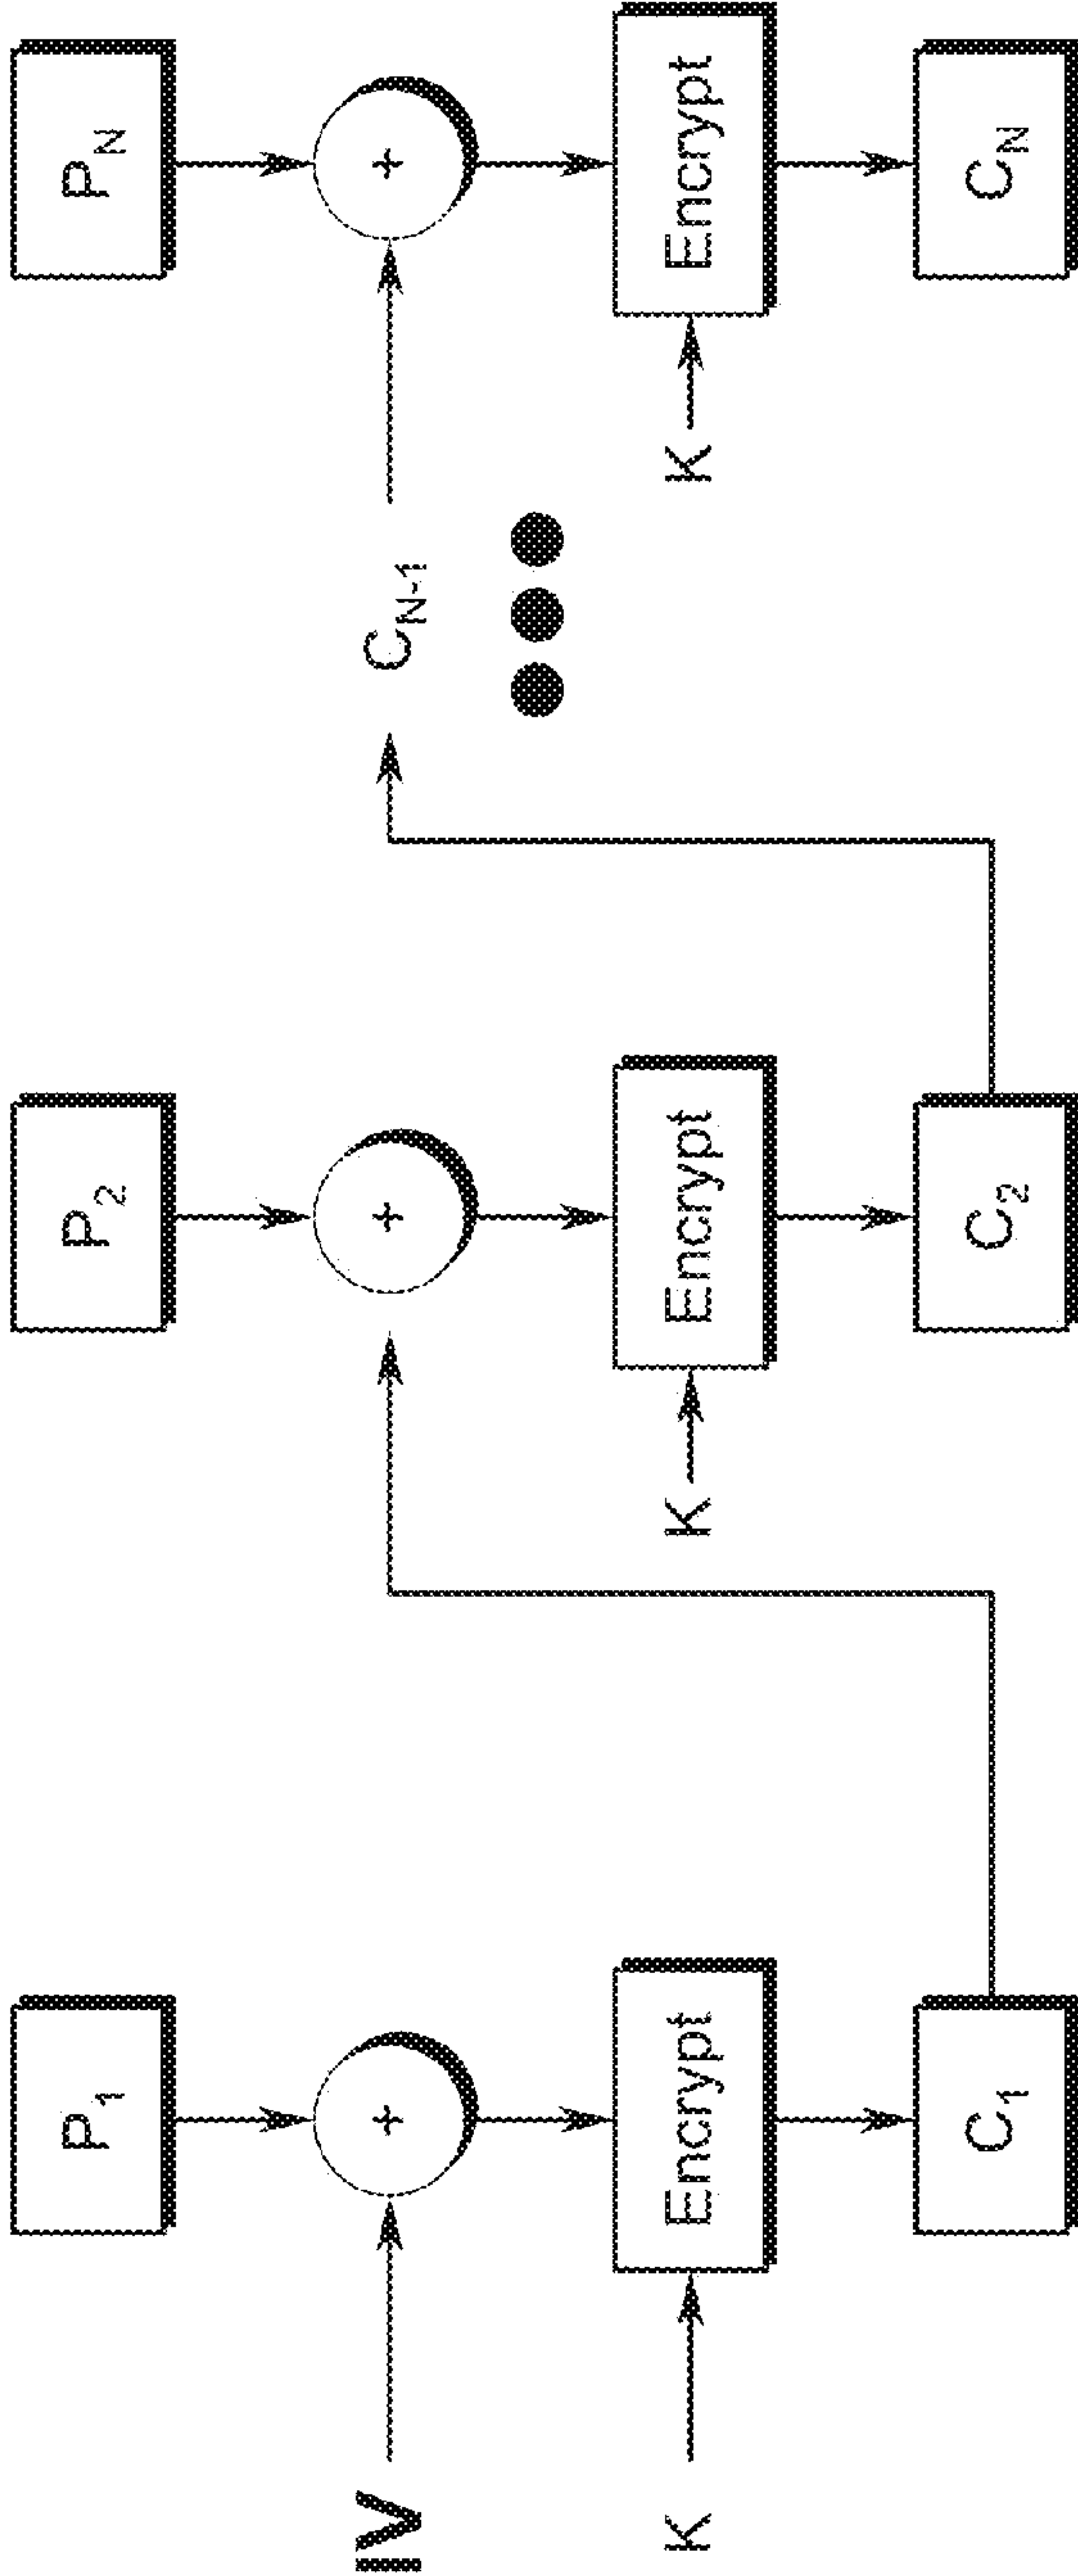 P1 P2 PN
IV + + CN-1 +
K Encrypt K Encrypt K Encrypt
C1 C2 CN